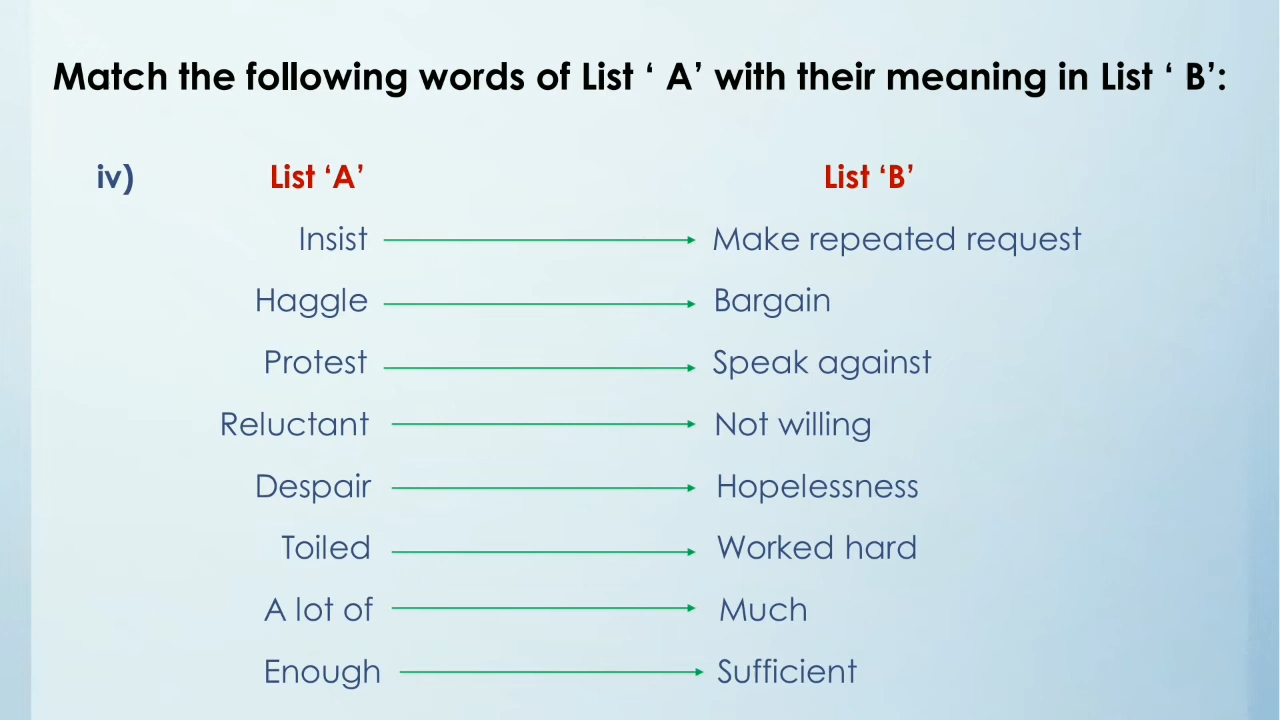 Match the following words of List ‘ A’ with their meaning in List ‘ B’:
iv) List ‘A’ List ‘B’
Insist Make repeated request
Haggle Bargain
Protest Speak against
Reluctant Not willing
Despair Hopelessness
Toiled Worked hard
A lot of Much
Enough Sufficient